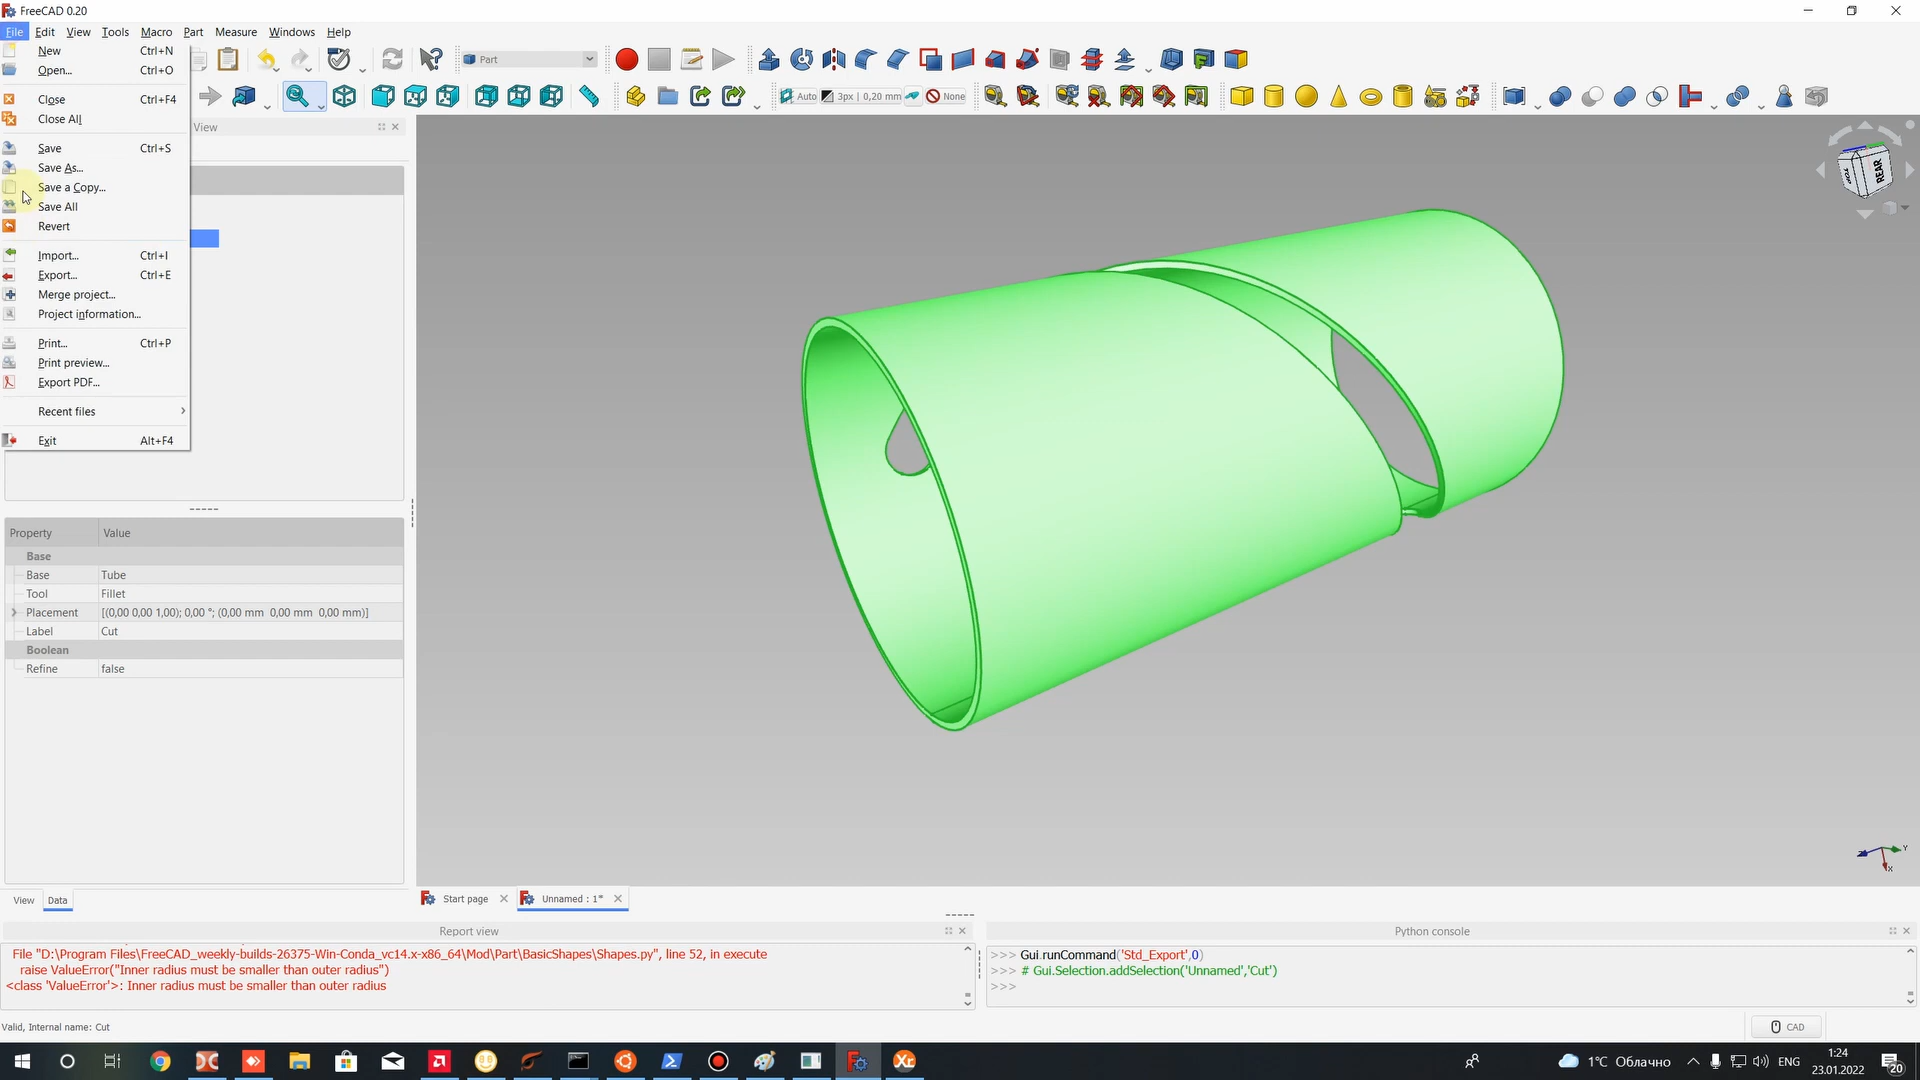 FreeCAD 0.20
File Edit View Tools Macro Part Measure Windows Help
New Ctrl+N
Open... Ctrl+O
Close Ctrl+F4
Close All
Save Ctrl+S
Save As...
Save a Copy...
Save All
Revert
Import... Ctrl+I
Export... Ctrl+E
Merge project...
Project information...
Print... Ctrl+P
Print preview...
Export PDF...
Recent files
Exit Alt+F4
Part
Auto 3px | 0,20 mm None
View
TOP REAR
Property Value
Base
Base Tube
Tool Fillet
Placement [(0,00 0,00 1,00); 0,00 °; (0,00 mm 0,00 mm 0,00 mm)]
Label Cut
Boolean
Refine false
Z Y X
View Data
Start page Unnamed : 1*
Report view
File "D:\Program Files\FreeCAD_weekly-builds-26375-Win-Conda_vc14.x-x86_64\Mod\Part\BasicShapes\Shapes.py", line 52, in execute
raise ValueError("Inner radius must be smaller than outer radius")
<class 'ValueError'>: Inner radius must be smaller than outer radius
Python console
>>> Gui.runCommand('Std_Export',0)
>>> # Gui.Selection.addSelection('Unnamed','Cut')
>>>
Valid, Internal name: Cut
CAD
Xr
1°C Облачно
ENG
1:24
23.01.2022
20